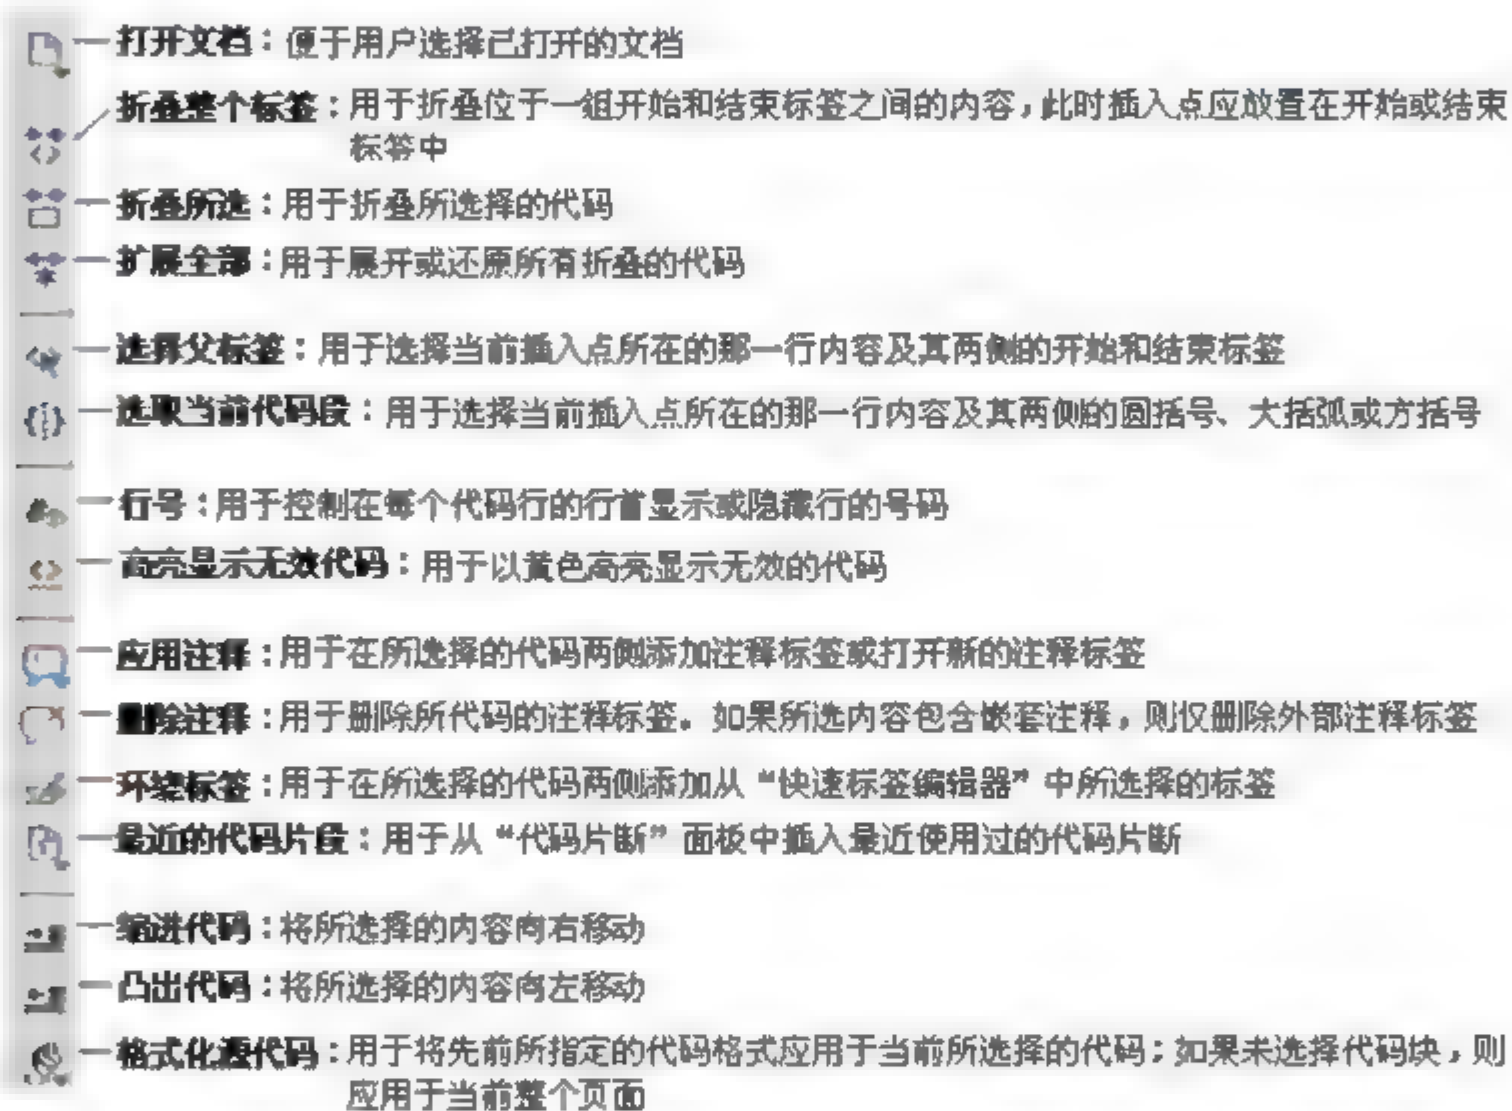 打开文档：便于用户选择已打开的文档
折叠整个标签：用于折叠位于一组开始和结束标签之间的内容，此时插入点应放置在开始或结束
标签中
折叠所选：用于折叠所选择的代码
扩展全部：用于展开或还原所有折叠的代码
选择父标签：用于选择当前插入点所在的那一行内容及其两侧的开始和结束标签
选取当前代码段：用于选择当前插入点所在的那一行内容及其两侧的圆括号、大括弧或方括号
行号：用于控制在每个代码行的行首显示或隐藏行的号码
高亮显示无效代码：用于以黄色高亮显示无效的代码
应用注释：用于在所选择的代码两侧添加注释标签或打开新的注释标签
删除注释：用于删除所代码的注释标签。如果所选内容包含嵌套注释，则仅删除外部注释标签
环绕标签：用于在所选择的代码两侧添加从“快速标签编辑器”中所选择的标签
最近的代码片段：用于从“代码片断”面板中插入最近使用过的代码片断
缩进代码：将所选择的内容向右移动
凸出代码：将所选择的内容向左移动
格式化源代码：用于将先前所指定的代码格式应用于当前所选择的代码；如果未选择代码块，则
应用于当前整个页面